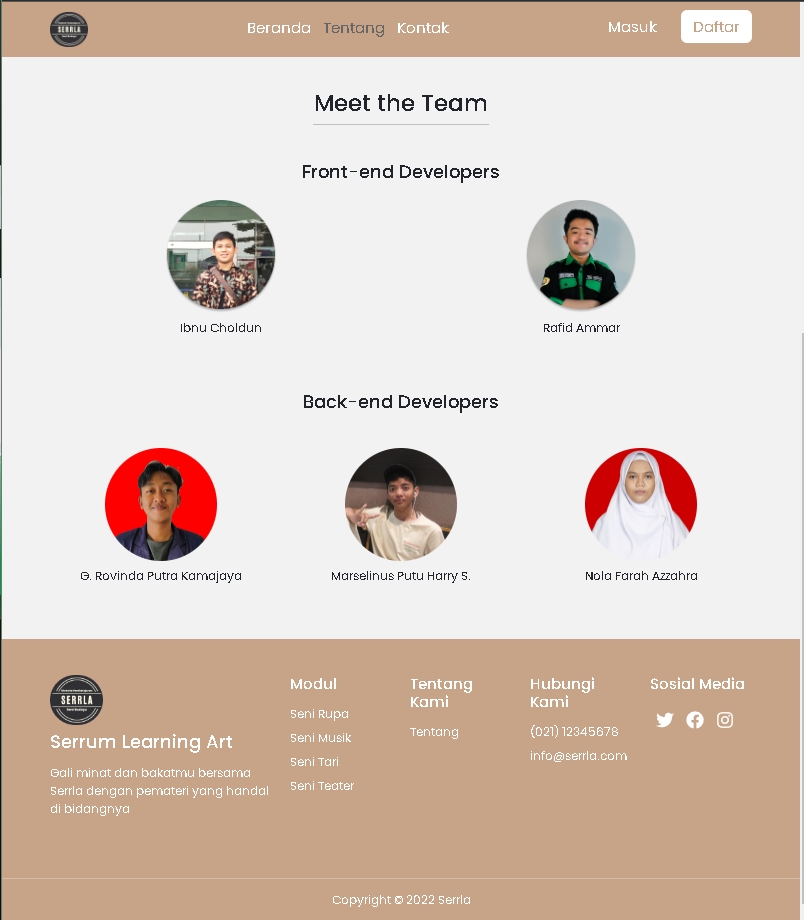 SERRLA
Beranda Tentang Kontak
Masuk
Daftar
Meet the Team
Front-end Developers
Ibnu Choldun
Rafid Ammar
Back-end Developers
G. Rovinda Putra Kamajaya
Marselinus Putu Harry S.
Nola Farah Azzahra
SERRLA
Serrum Learning Art
Gali minat dan bakatmu bersama
Serrla dengan pemateri yang handal
di bidangnya
Modul
Seni Rupa
Seni Musik
Seni Tari
Seni Teater
Tentang
Kami
Tentang
Hubungi
Kami
(021) 12345678
info@serrla.com
Sosial Media
Copyright © 2022 Serrla